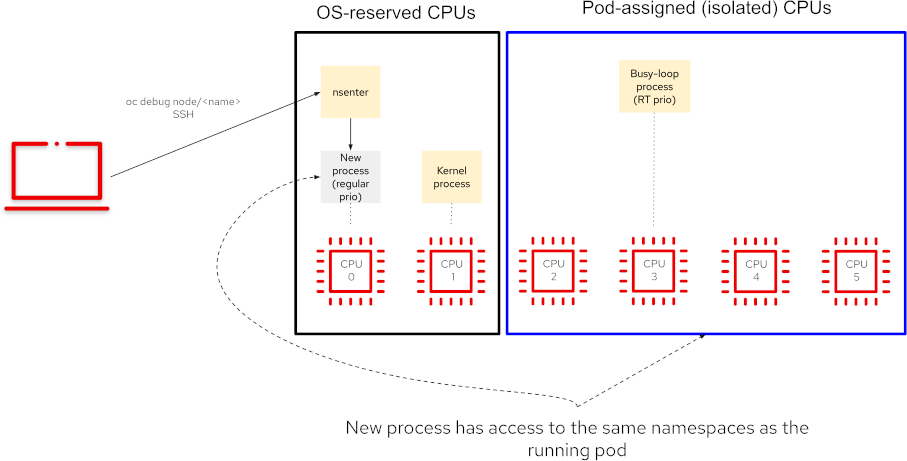 OS-reserved CPUs
Pod-assigned (isolated) CPUs
oc debug node/<name>
SSH
nsenter
New
process
(regular
prio)
Kernel
process
Busy-loop
process
(RT prio)
CPU
0
CPU
1
CPU
2
CPU
3
CPU
4
CPU
5
New process has access to the same namespaces as the
running pod